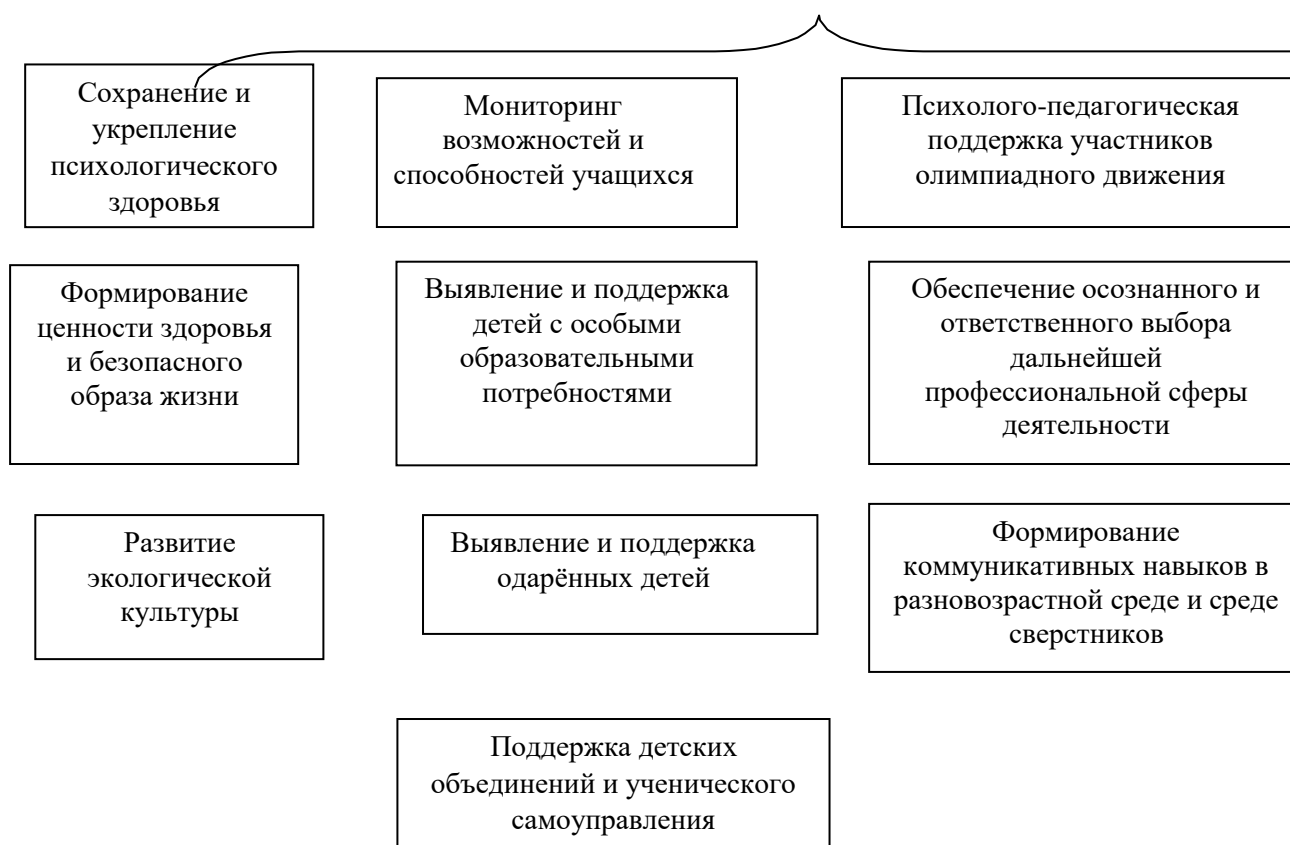 Сохранение и
укрепление
психологического
здоровья
Мониторинг
возможностей и
способностей учащихся
Психолого-педагогическая
поддержка участников
олимпиадного движения
Формирование
ценности здоровья
и безопасного
образа жизни
Выявление и поддержка
детей с особыми
образовательными
потребностями
Обеспечение осознанного и
ответственного выбора
дальнейшей
профессиональной сферы
деятельности
Развитие
экологической
культуры
Выявление и поддержка
одарённых детей
Формирование
коммуникативных навыков в
разновозрастной среде и среде
сверстников
Поддержка детских
объединений и ученического
самоуправления